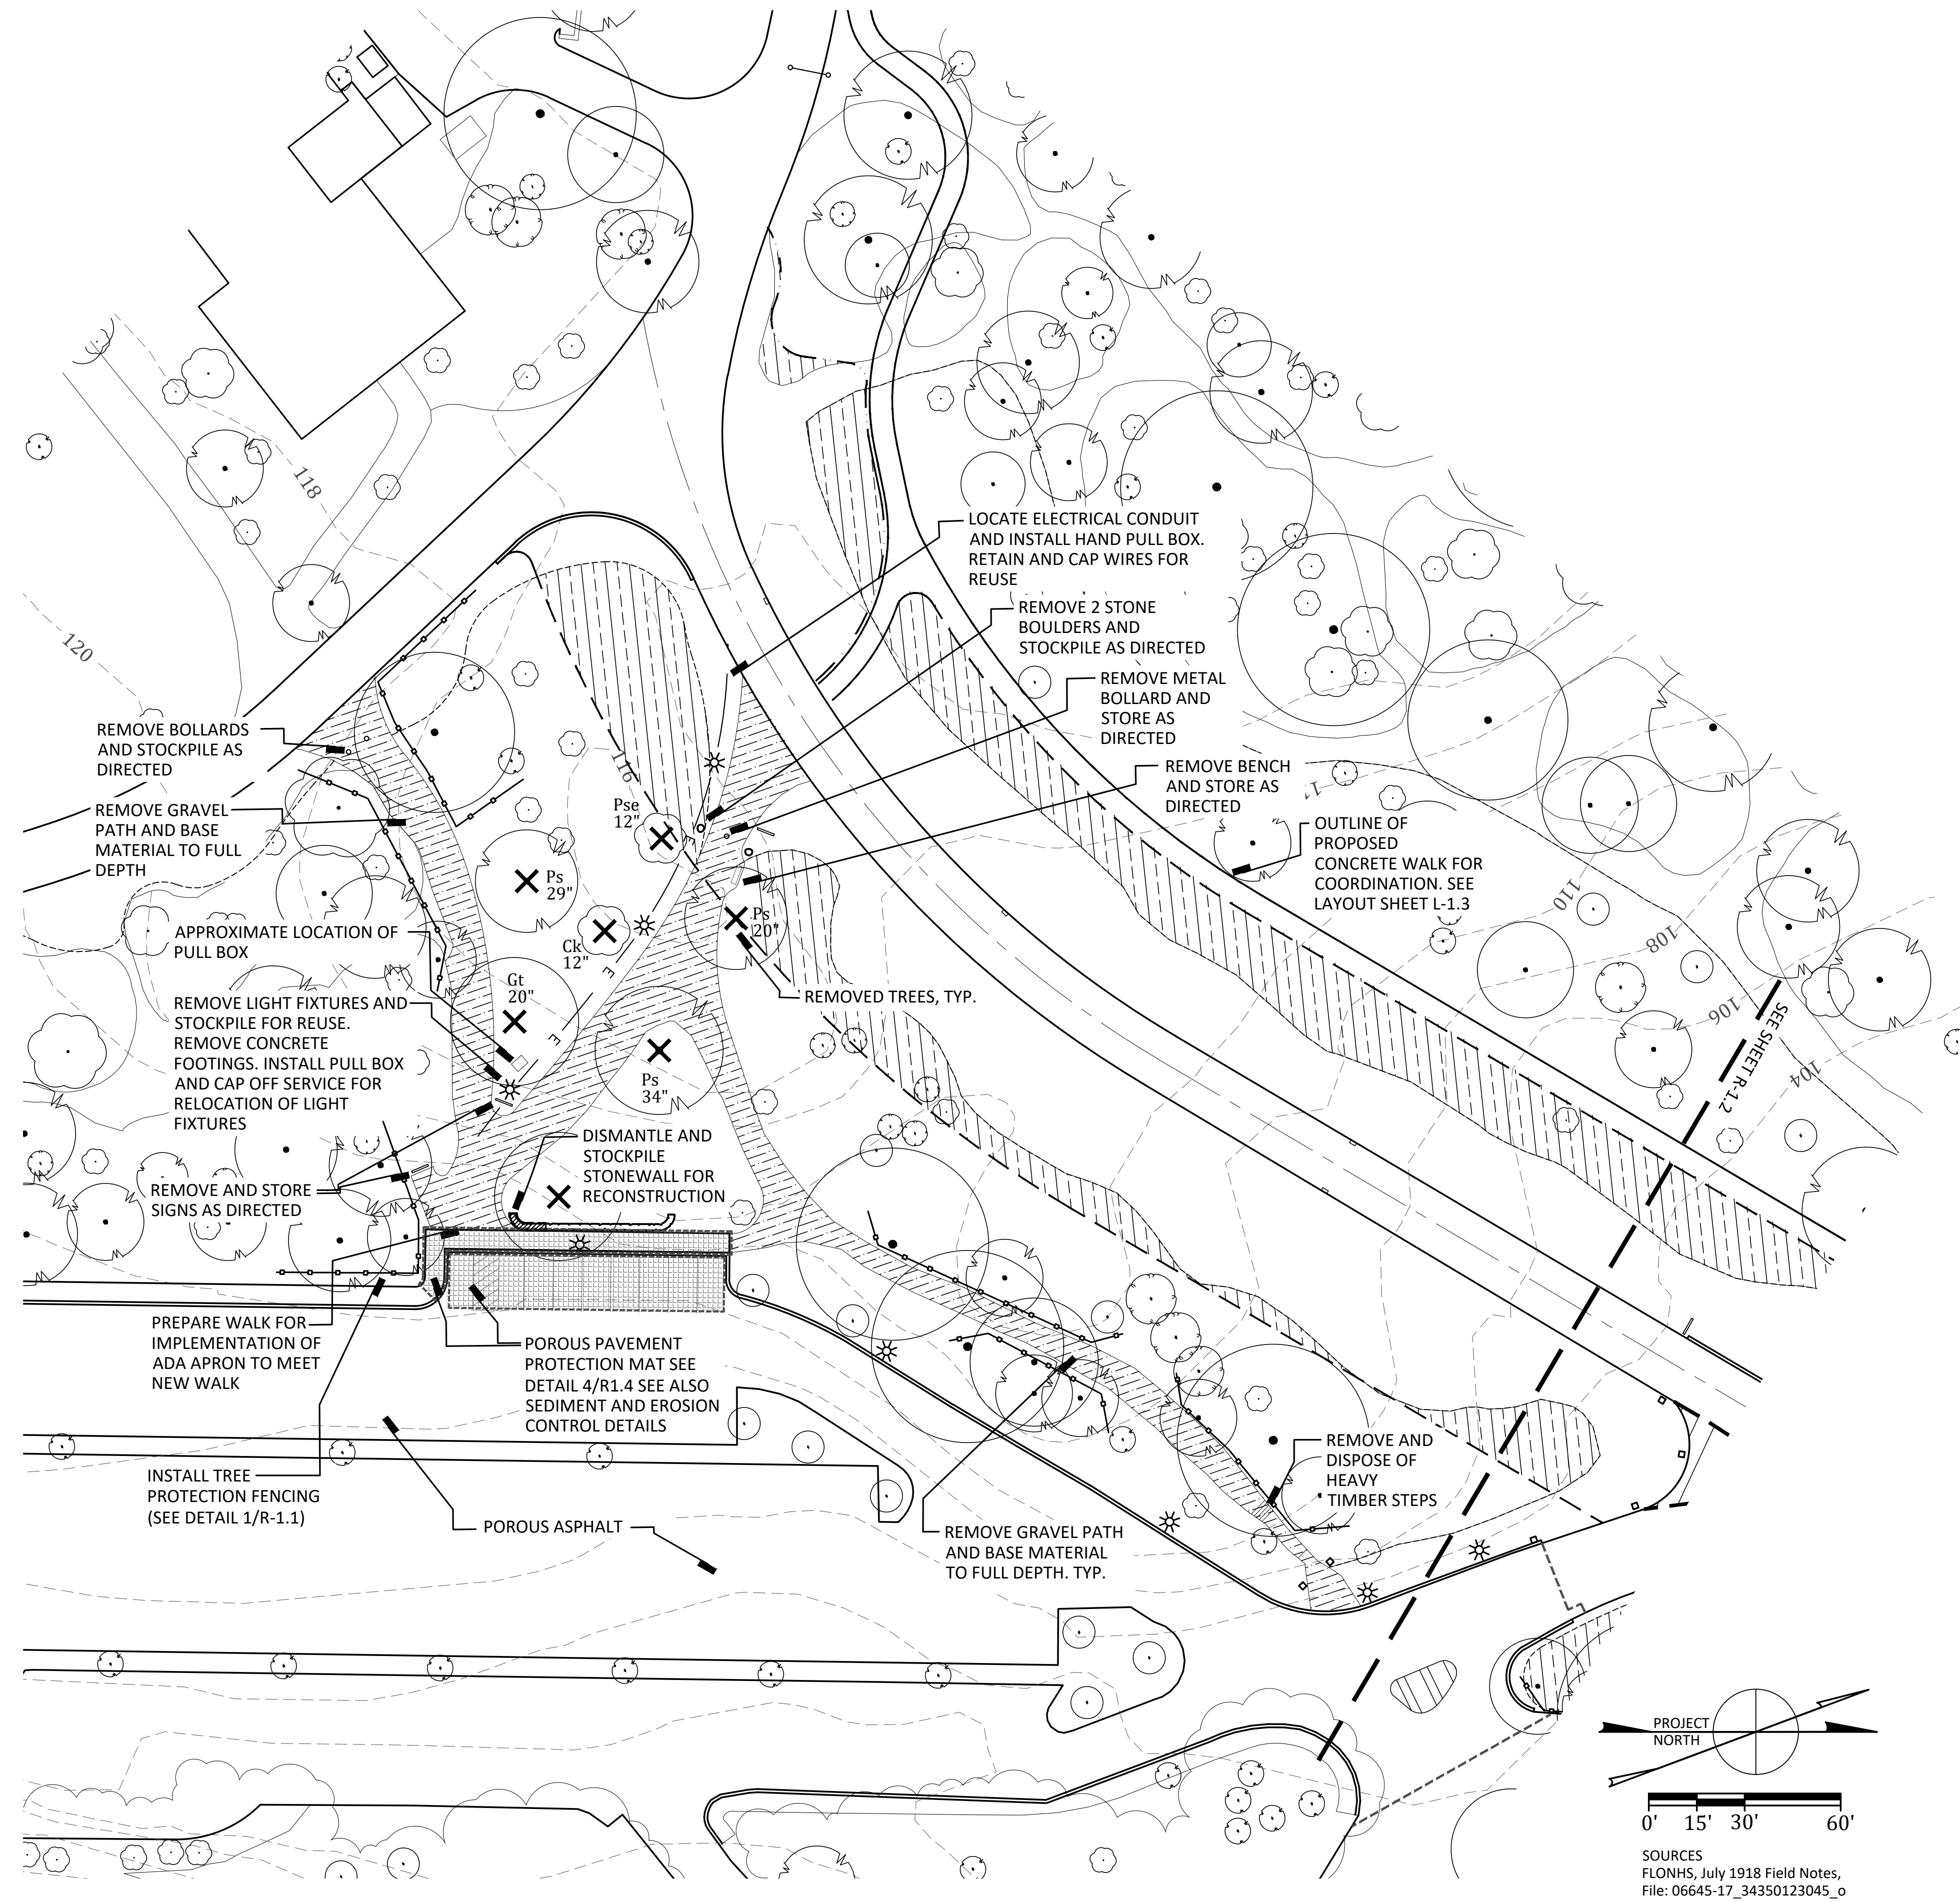 118
120
LOCATE ELECTRICAL CONDUIT
AND INSTALL HAND PULL BOX.
RETAIN AND CAP WIRES FOR
REUSE
REMOVE 2 STONE
BOULDERS AND
STOCKPILE AS DIRECTED
REMOVE METAL
BOLLARD AND
STORE AS
DIRECTED
REMOVE BENCH
AND STORE AS
DIRECTED
OUTLINE OF
PROPOSED
CONCRETE WALK FOR
COORDINATION. SEE
LAYOUT SHEET L-1.3
REMOVE BOLLARDS
AND STOCKPILE AS
DIRECTED
REMOVE GRAVEL
PATH AND BASE
MATERIAL TO FULL
DEPTH
116
Pse
12"
Ps
29"
Ck
12"
Ps
20"
Gt
20"
Ps
34"
E
E
E
110
108
106
104
APPROXIMATE LOCATION OF
PULL BOX
REMOVE LIGHT FIXTURES AND
STOCKPILE FOR REUSE.
REMOVE CONCRETE
FOOTINGS. INSTALL PULL BOX
AND CAP OFF SERVICE FOR
RELOCATION OF LIGHT
FIXTURES
REMOVED TREES, TYP.
SEE SHEET R-1.2
DISMANTLE AND
STOCKPILE
STONEWALL FOR
RECONSTRUCTION
REMOVE AND STORE
SIGNS AS DIRECTED
PREPARE WALK FOR
IMPLEMENTATION OF
ADA APRON TO MEET
NEW WALK
POROUS PAVEMENT
PROTECTION MAT SEE
DETAIL 4/R1.4 SEE ALSO
SEDIMENT AND EROSION
CONTROL DETAILS
INSTALL TREE
PROTECTION FENCING
(SEE DETAIL 1/R-1.1)
POROUS ASPHALT
REMOVE GRAVEL PATH
AND BASE MATERIAL
TO FULL DEPTH. TYP.
REMOVE AND
DISPOSE OF
HEAVY
TIMBER STEPS
PROJECT
NORTH
0' 15' 30' 60'
SOURCES
FLONHS, July 1918 Field Notes,
File: 06645-17_34350123045_o